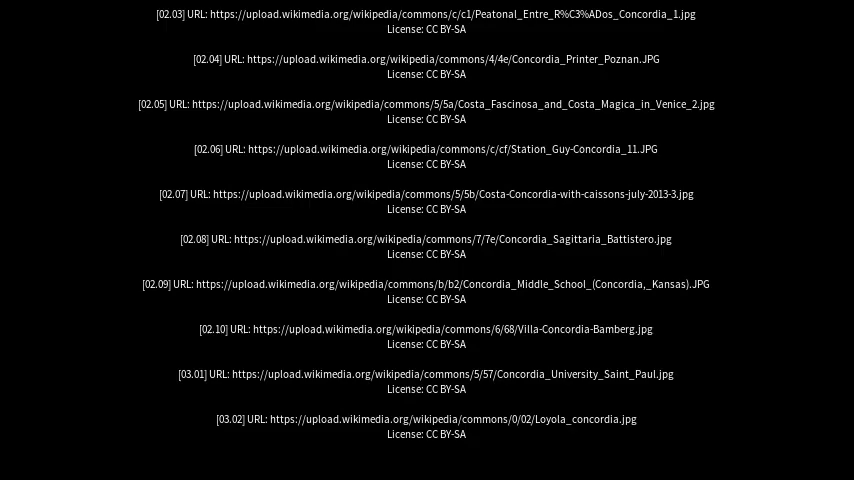 [02.03] URL: https://upload.wikimedia.org/wikipedia/commons/c/c1/Peatonal_Entre_R%C3%ADos_Concordia_1.jpg
License: CC BY-SA
[02.04] URL: https://upload.wikimedia.org/wikipedia/commons/4/4e/Concordia_Printer_Poznan.JPG
License: CC BY-SA
[02.05] URL: https://upload.wikimedia.org/wikipedia/commons/5/5a/Costa_Fascinosa_and_Costa_Magica_in_Venice_2.jpg
License: CC BY-SA
[02.06] URL: https://upload.wikimedia.org/wikipedia/commons/c/cf/Station_Guy-Concordia_11.JPG
License: CC BY-SA
[02.07] URL: https://upload.wikimedia.org/wikipedia/commons/5/5b/Costa-Concordia-with-caissons-july-2013-3.jpg
License: CC BY-SA
[02.08] URL: https://upload.wikimedia.org/wikipedia/commons/7/7e/Concordia_Sagittaria_Battistero.jpg
License: CC BY-SA
[02.09] URL: https://upload.wikimedia.org/wikipedia/commons/b/b2/Concordia_Middle_School_(Concordia,_Kansas).JPG
License: CC BY-SA
[02.10] URL: https://upload.wikimedia.org/wikipedia/commons/6/68/Villa-Concordia-Bamberg.jpg
License: CC BY-SA
[03.01] URL: https://upload.wikimedia.org/wikipedia/commons/5/57/Concordia_University_Saint_Paul.jpg
License: CC BY-SA
[03.02] URL: https://upload.wikimedia.org/wikipedia/commons/0/02/Loyola_concordia.jpg
License: CC BY-SA